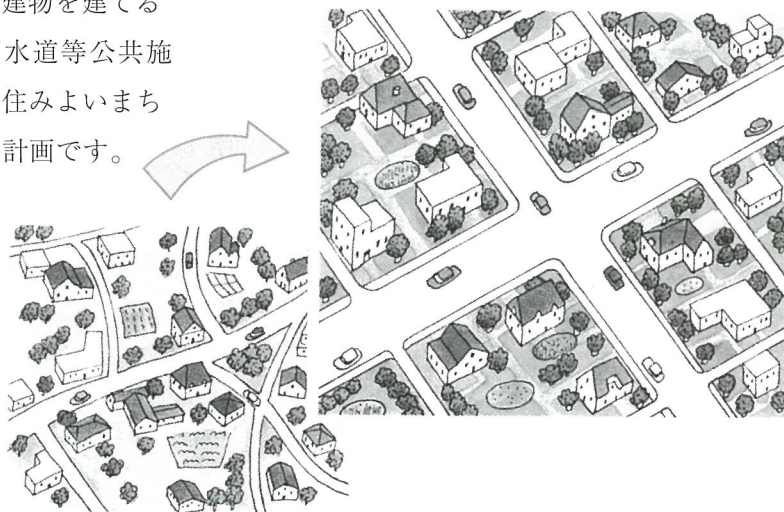 建物を建てる
水道等公共施
住みよいまち
計画です。